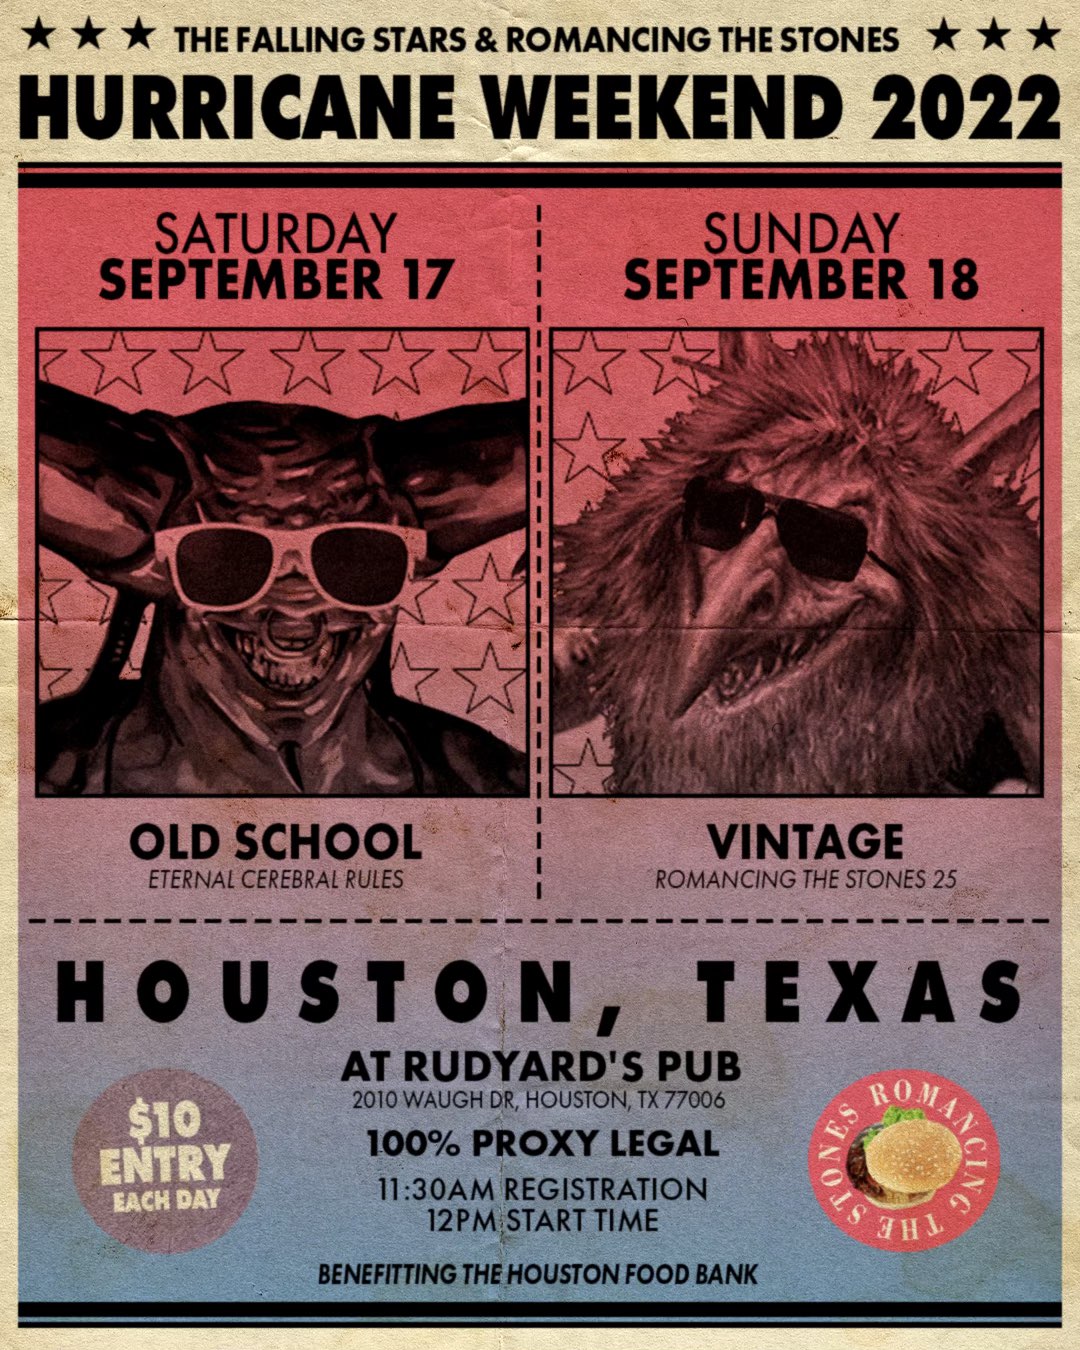 THE FALLING STARS & ROMANCING THE STONES
HURRICANE WEEKEND 2022
SATURDAY
SEPTEMBER 17
OLD SCHOOL
ETERNAL CEREBRAL RULES
SUNDAY
SEPTEMBER 18
VINTAGE
ROMANCING THE STONES 25
HOUSTON, TEXAS
AT RUDYARD'S PUB
2010 WAUGH DR, HOUSTON, TX 77006
100% PROXY LEGAL
11:30AM REGISTRATION
12PM START TIME
BENEFITTING THE HOUSTON FOOD BANK
$10
ENTRY
EACH DAY
ROMANCING THE STONES